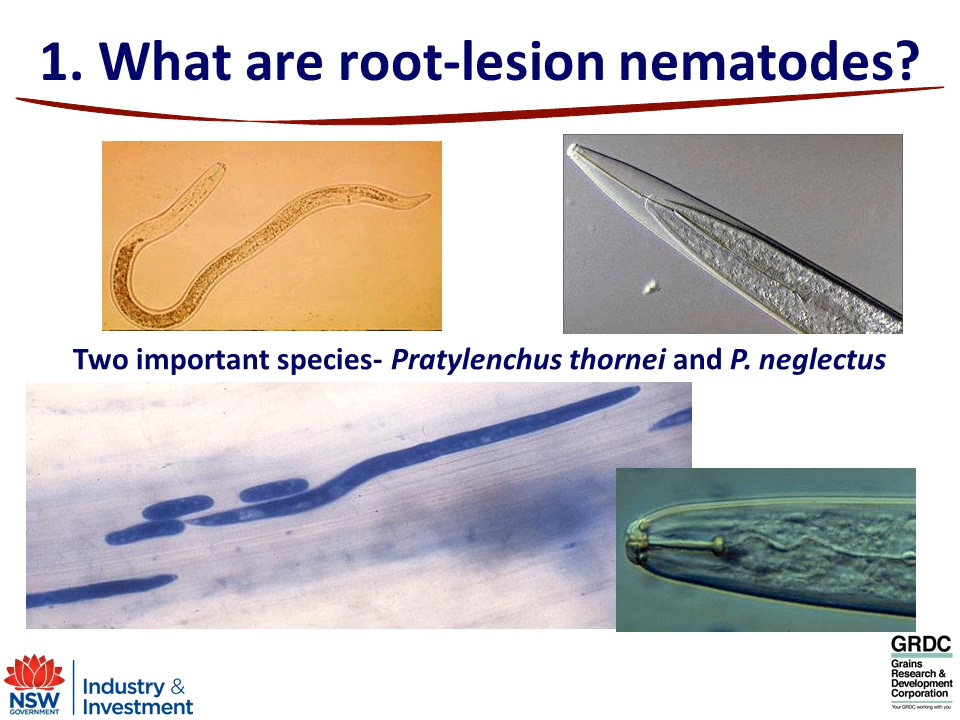 1. What are root-lesion nematodes?
Two important species- Pratylenchus thornei and P. neglectus
NSW
GOVERNMENT
Industry &
Investment
GRDC
Grains
Research &
Development
Corporation
Your GRDC working with you